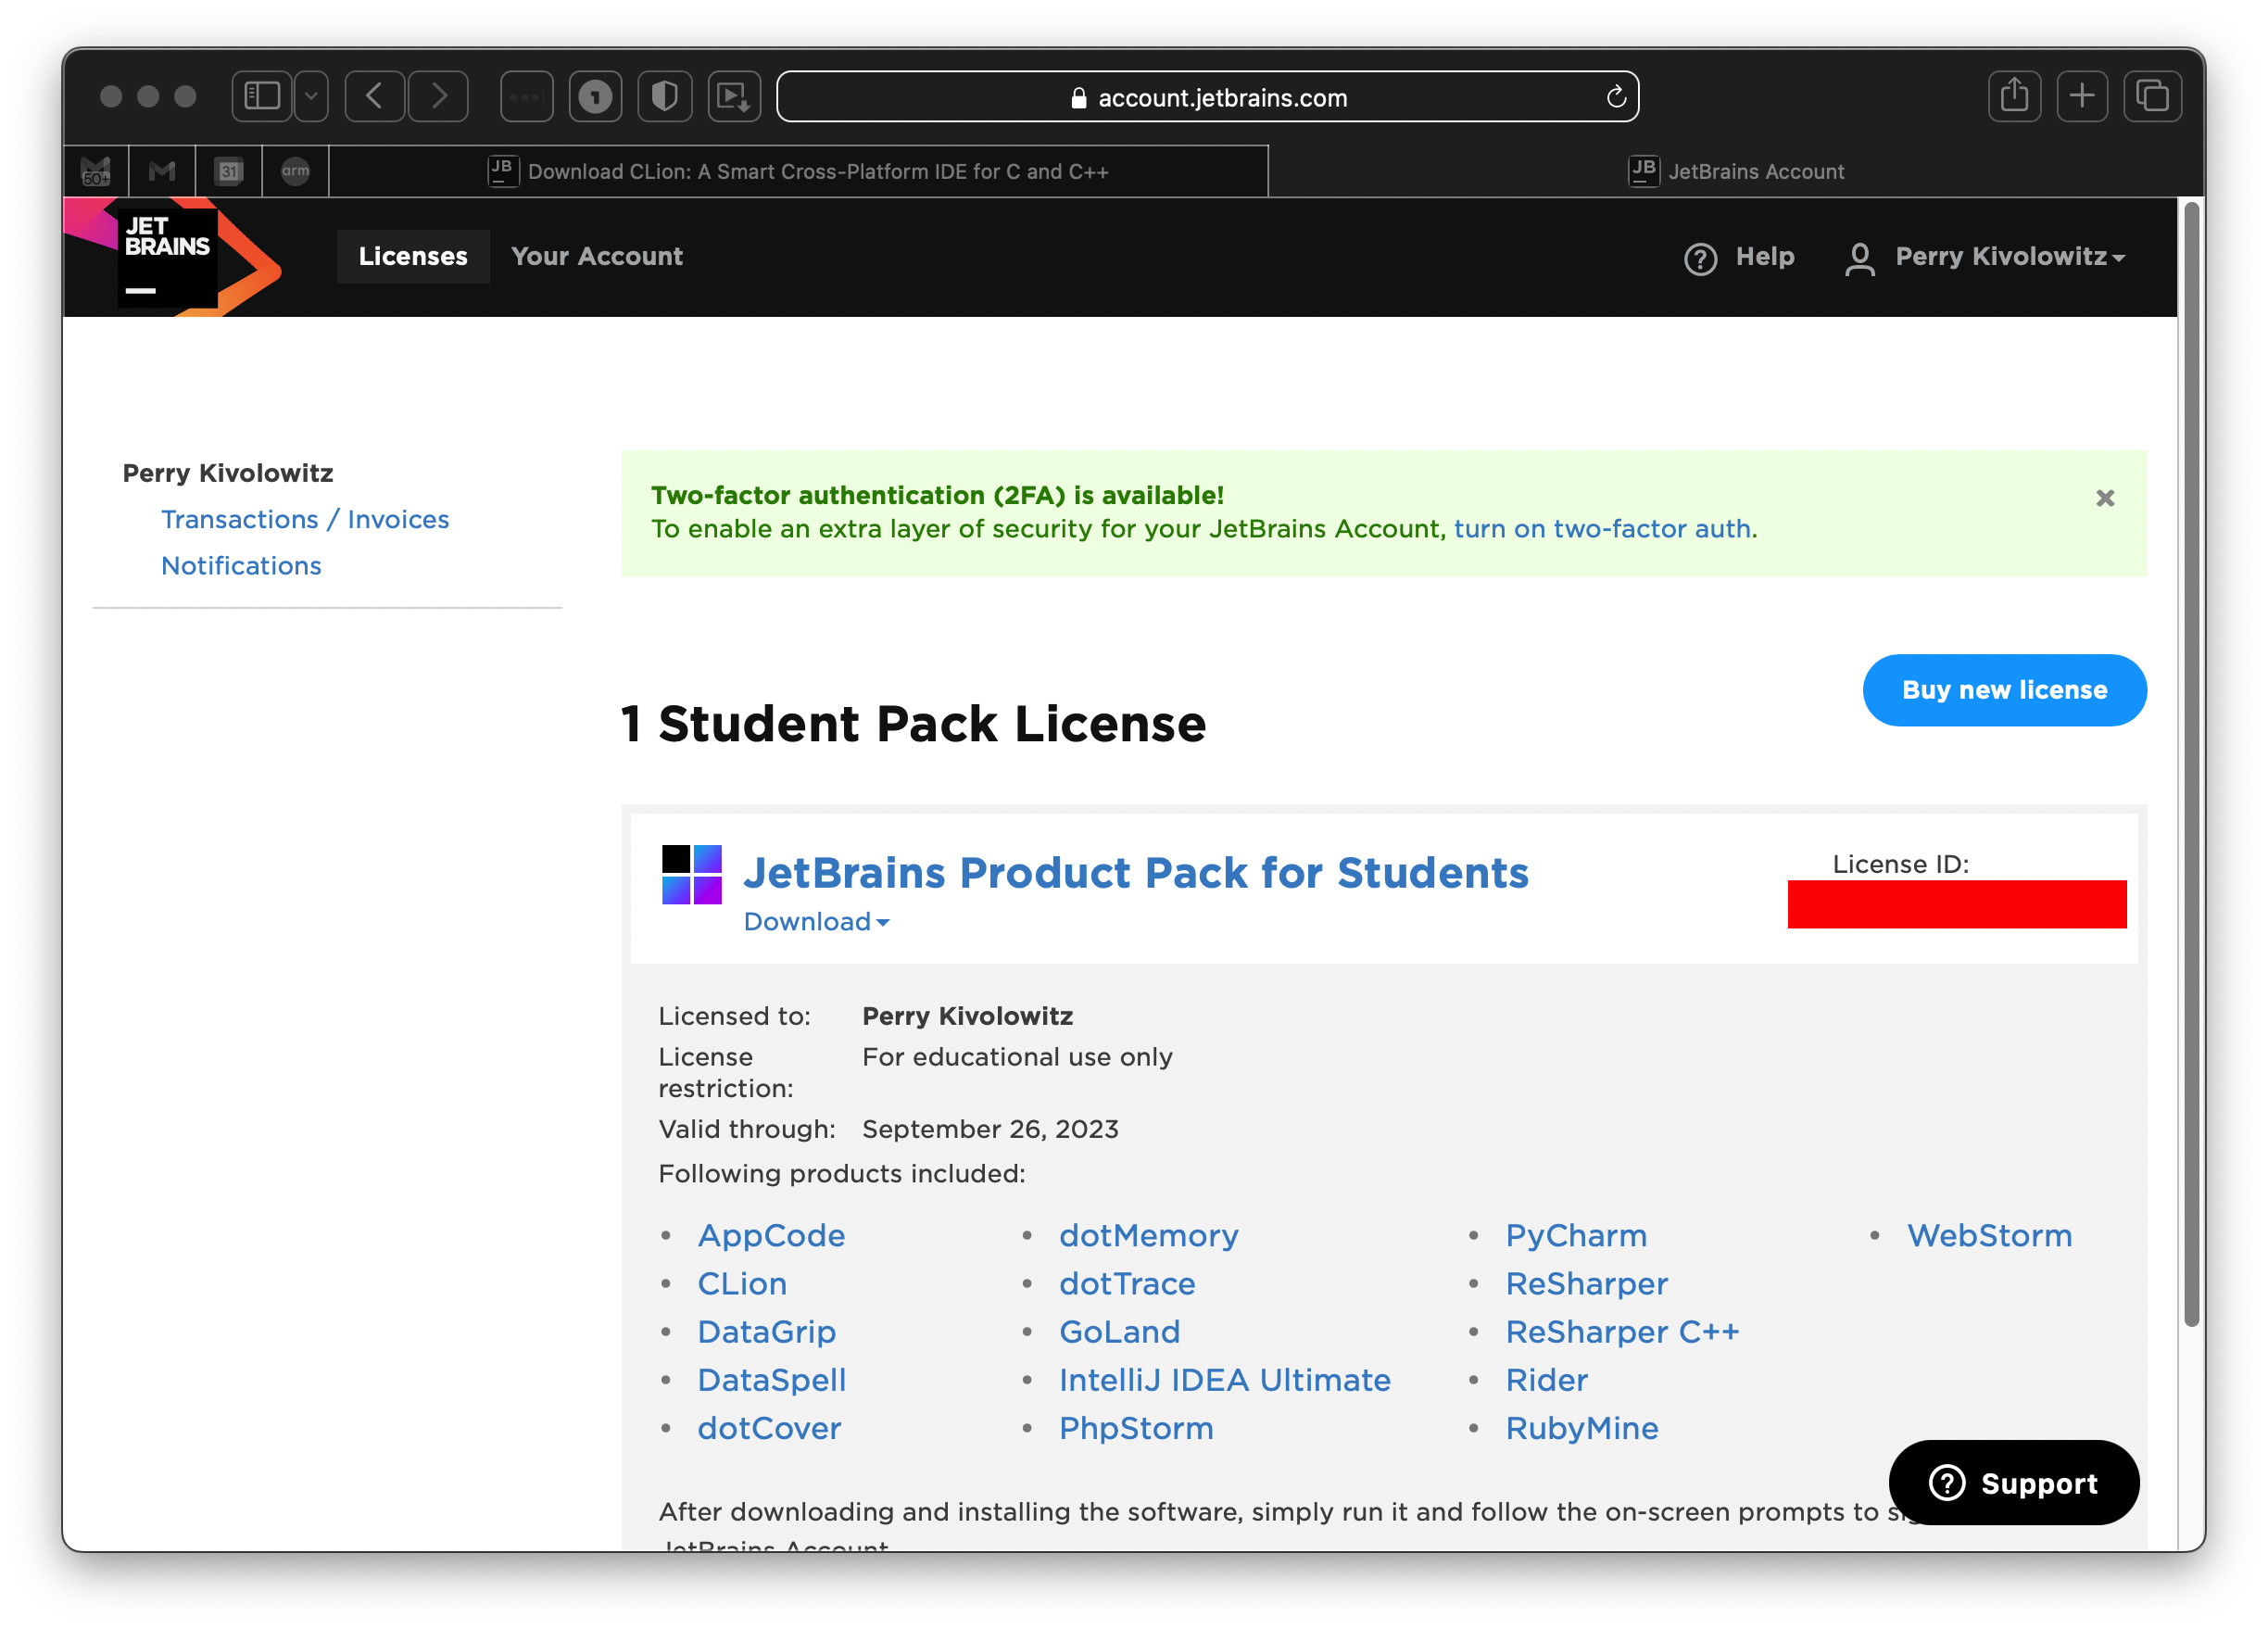 account.jetbrains.com
50+
31
arm
JB
Download CLion: A Smart Cross-Platform IDE for C and C++
JB
JetBrains Account
JET
BRAINS
Licenses
Your Account
Help
Perry Kivolowitz
Perry Kivolowitz
Transactions / Invoices
Notifications
Two-factor authentication (2FA) is available!
To enable an extra layer of security for your JetBrains Account, turn on two-factor auth.
Buy new license
1 Student Pack License
JetBrains Product Pack for Students
Download
License ID:
Licensed to: Perry Kivolowitz
License restriction: For educational use only
Valid through: September 26, 2023
Following products included:
AppCode
CLion
DataGrip
DataSpell
dotCover
dotMemory
dotTrace
GoLand
IntelliJ IDEA Ultimate
PhpStorm
PyCharm
ReSharper
ReSharper C++
Rider
RubyMine
WebStorm
After downloading and installing the software, simply run it and follow the on-screen prompts to
JetBrains Account
Support